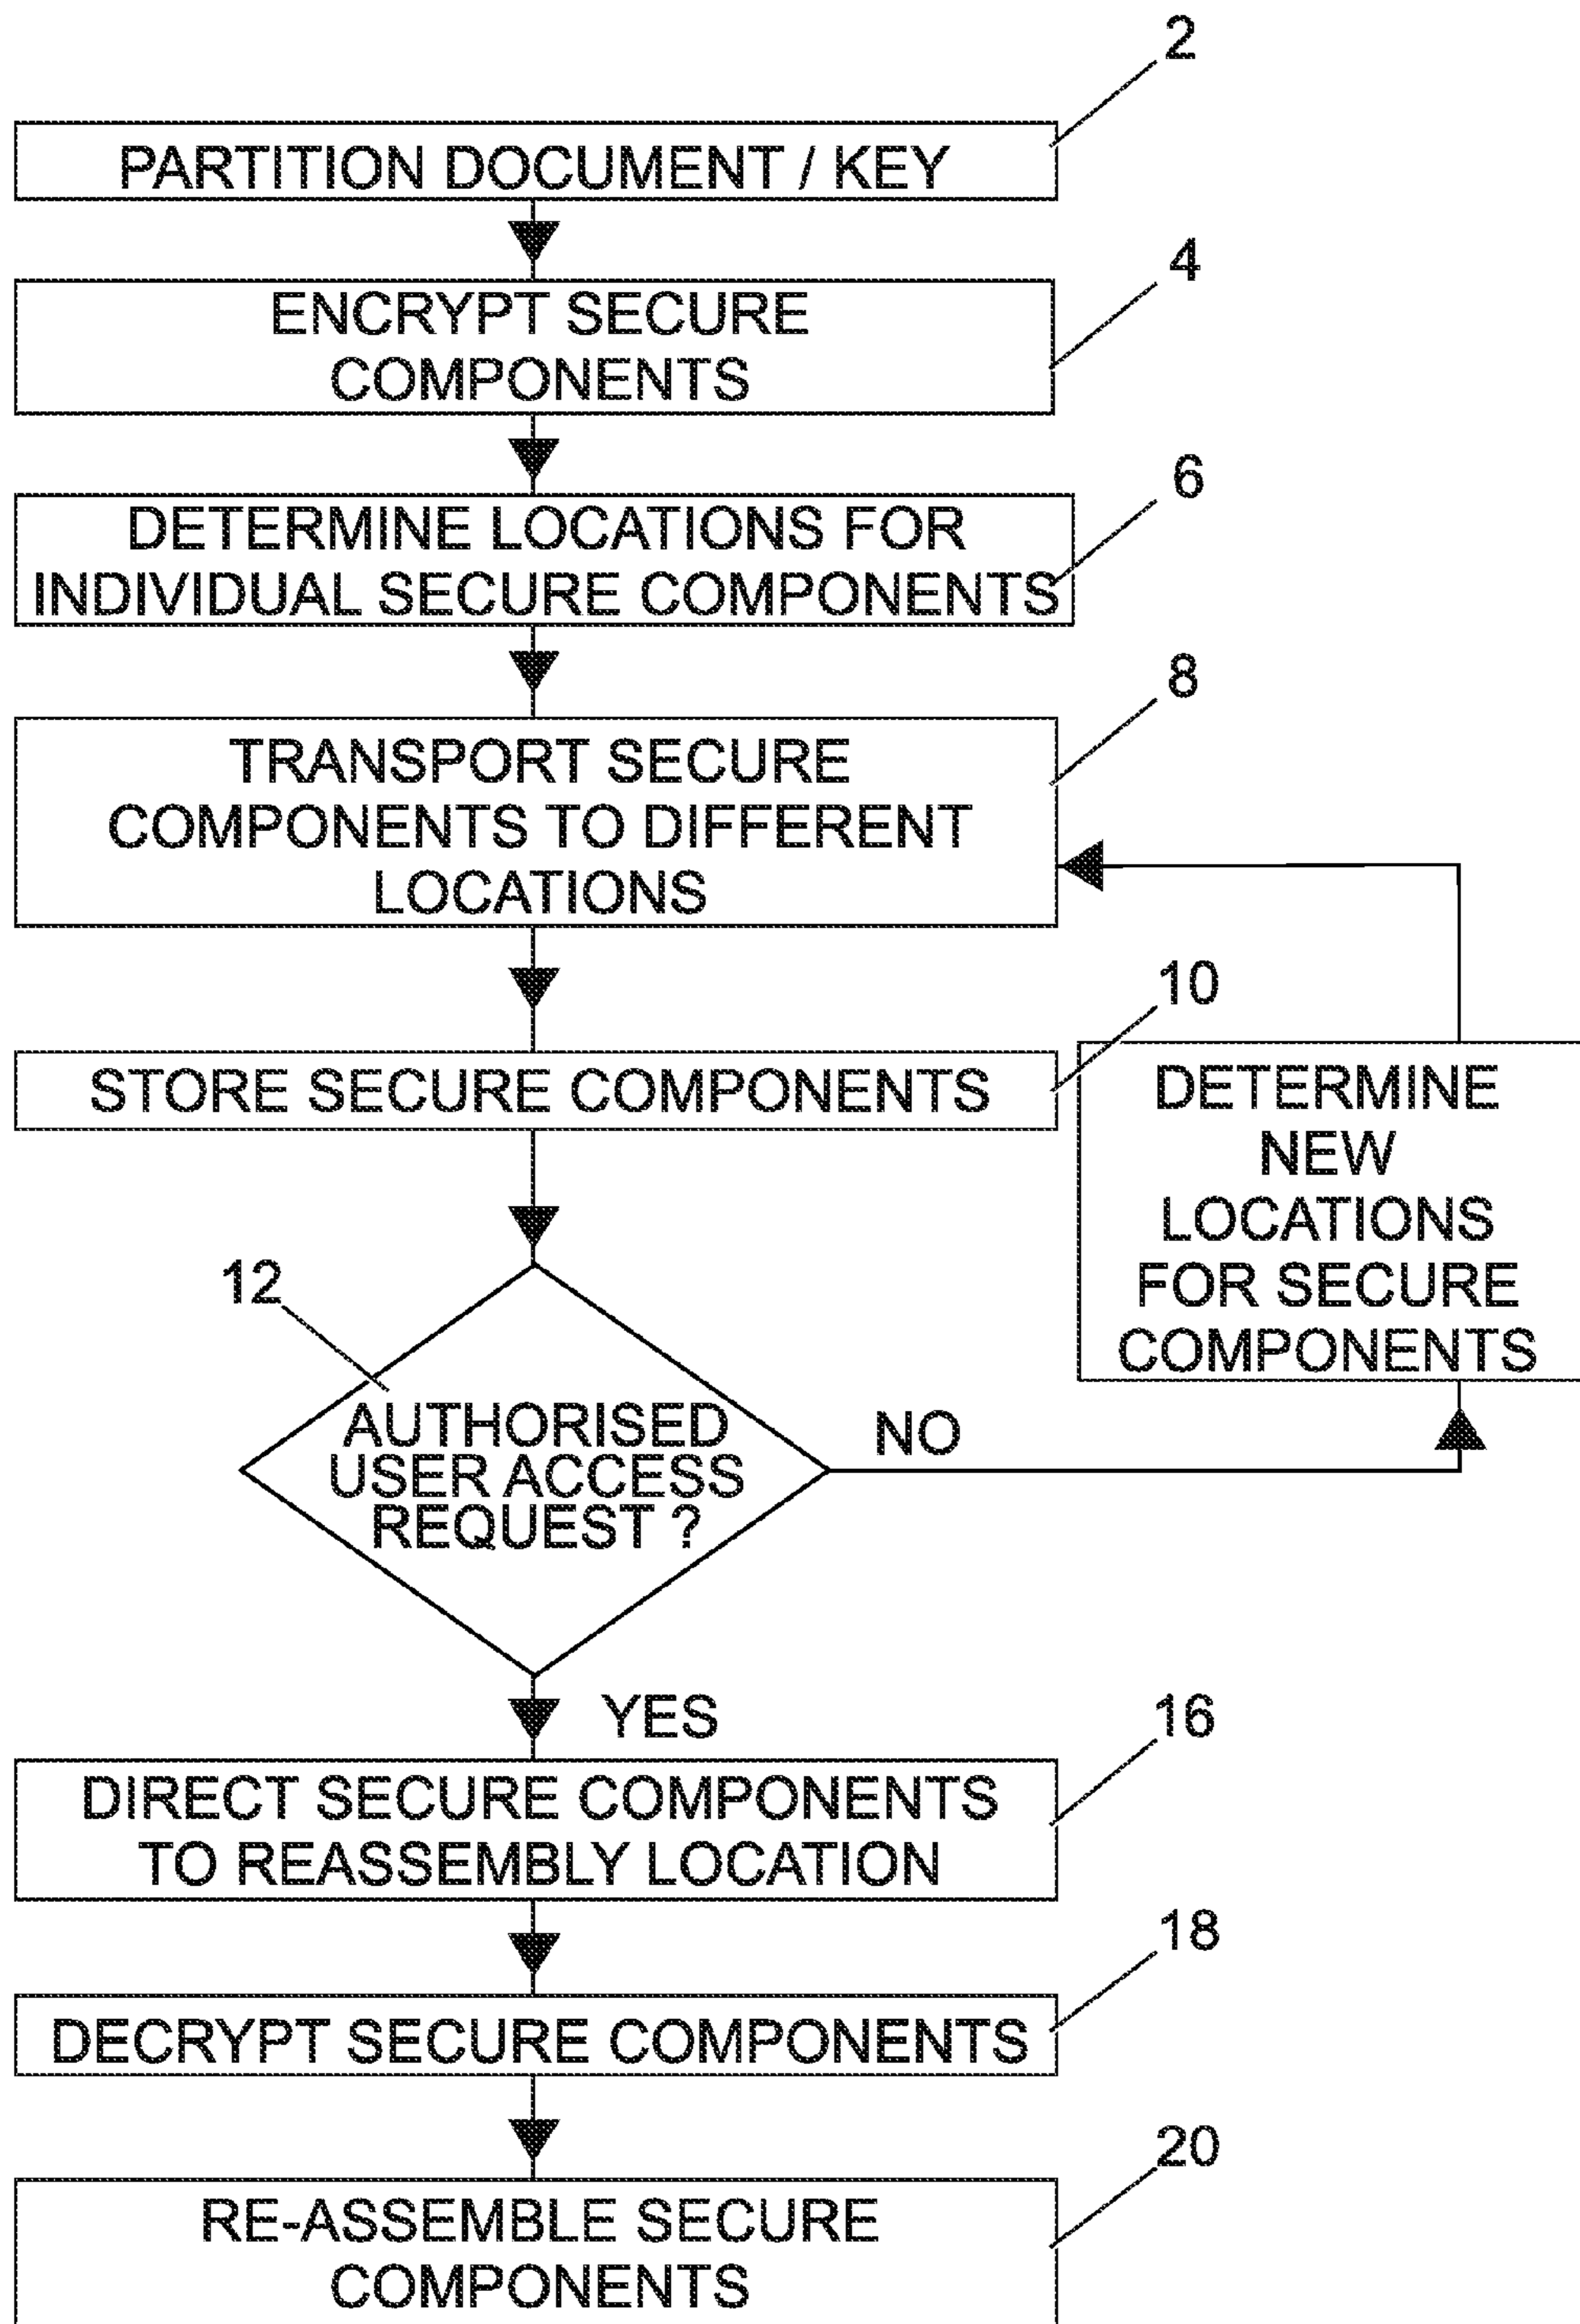 2
PARTITION DOCUMENT / KEY
4
ENCRYPT SECURE
COMPONENTS
6
DETERMINE LOCATIONS FOR
INDIVIDUAL SECURE COMPONENTS
8
TRANSPORT SECURE
COMPONENTS TO DIFFERENT
LOCATIONS
10
STORE SECURE COMPONENTS
DETERMINE
NEW
LOCATIONS
FOR SECURE
COMPONENTS
12
AUTHORISED
USER ACCESS
REQUEST ?
NO
YES
16
DIRECT SECURE COMPONENTS
TO REASSEMBLY LOCATION
18
DECRYPT SECURE COMPONENTS
20
RE-ASSEMBLE SECURE
COMPONENTS